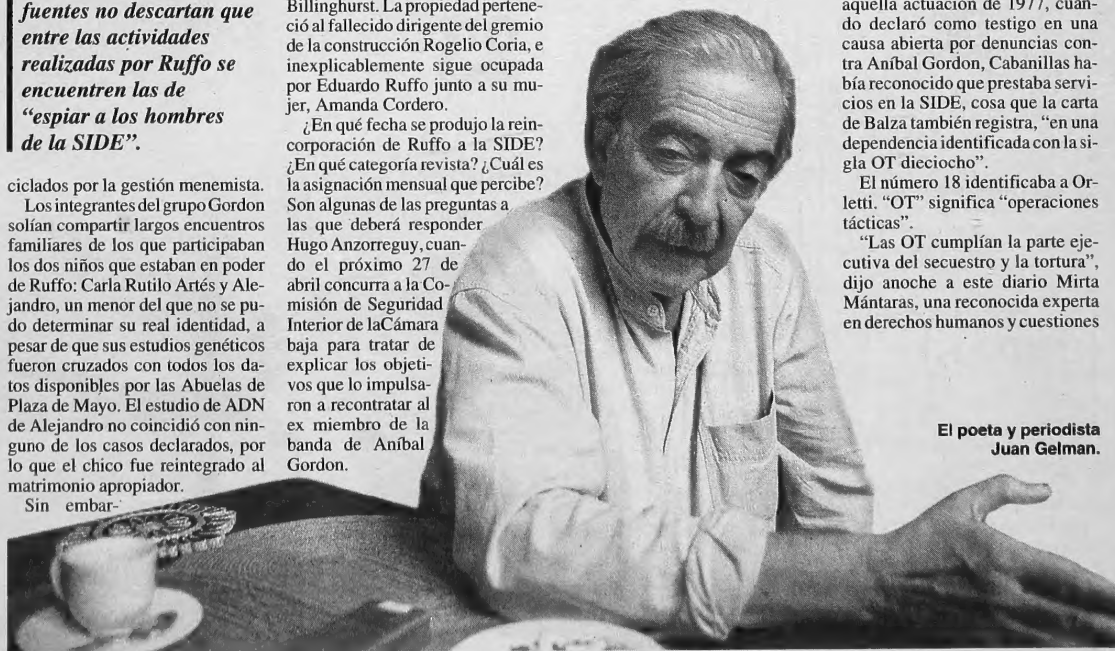 fuentes no descartan que
entre las actividades
realizadas por Ruffo se
encuentren las de
“espiar a los hombres
de la SIDE”.
ciclados por la gestión menemista.
Los integrantes del grupo Gordon
solían compartir largos encuentros
familiares de los que participaban
los dos niños que estaban en poder
de Ruffo: Carla Rutilo Artés y Ale-
jandro, un menor del que no se pu-
do determinar su real identidad, a
pesar de que sus estudios genéticos
fueron cruzados con todos los da-
tos disponibles por las Abuelas de
Plaza de Mayo. El estudio de ADN
de Alejandro no coincidió con nin-
guno de los casos declarados, por
lo que el chico fue reintegrado al
matrimonio apropiador.
Sin embar-
Billinghurst. La propiedad pertene-
ció al fallecido dirigente del gremio
de la construcción Rogelio Coria, e
inexplicablemente sigue ocupada
por Eduardo Ruffo junto a su mu-
jer, Amanda Cordero.
¿En qué fecha se produjo la rein-
corporación de Ruffo a la SIDE?
¿En qué categoría revista? ¿Cuál es
la asignación mensual que percibe?
Son algunas de las preguntas a
las que deberá responder
Hugo Anzorreguy, cuan-
do el próximo 27 de
abril concurra a la Co-
misión de Seguridad
Interior de laCámara
baja para tratar de
explicar los objeti-
vos que lo impulsa-
ron a recontratar al
ex miembro de la
banda de Aníbal
Gordon.
aquella actuación de 1977, cuan-
do declaró como testigo en una
causa abierta por denuncias con-
tra Aníbal Gordon, Cabanillas ha-
bía reconocido que prestaba servi-
cios en la SIDE, cosa que la carta
de Balza también registra, “en una
dependencia identificada con la si-
gla OT dieciocho”.
El número 18 identificaba a Or-
letti. “OT” significa “operaciones
tácticas”.
“Las OT cumplían la parte eje-
cutiva del secuestro y la tortura”,
dijo anoche a este diario Mirta
Mántaras, una reconocida experta
en derechos humanos y cuestiones
El poeta y periodista
Juan Gelman.